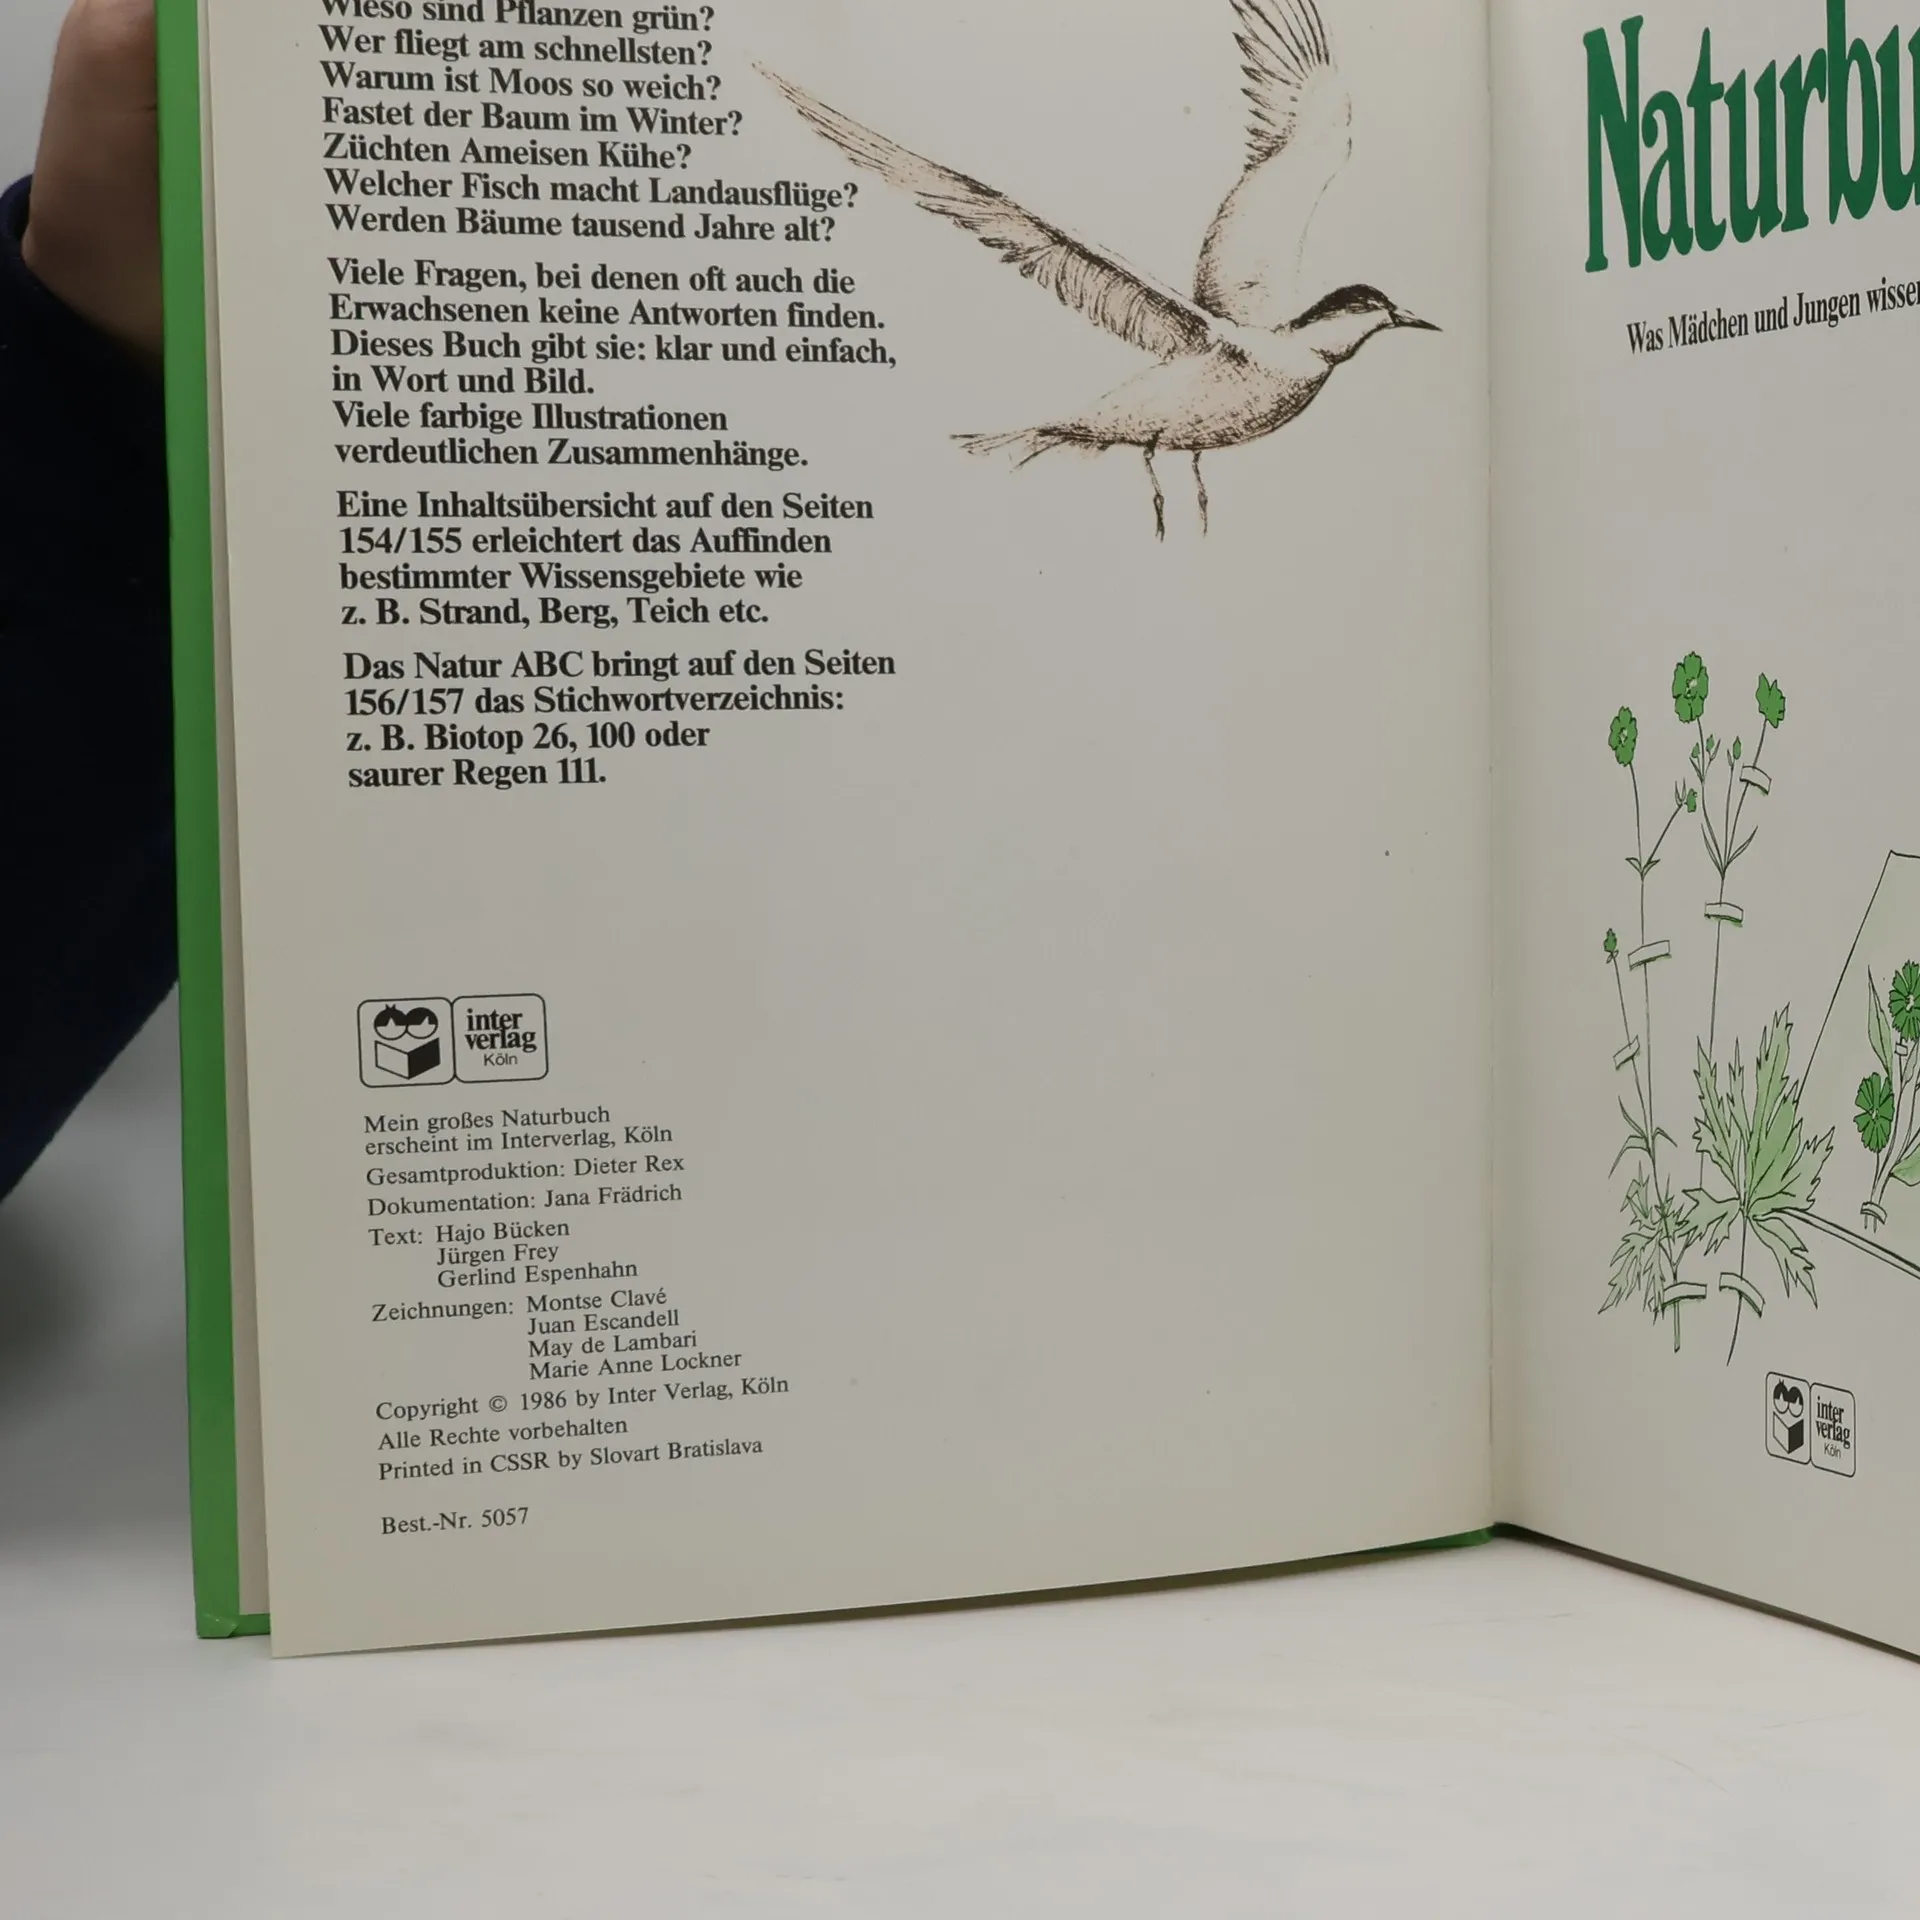 Wieso sind Pflanzen grün?
Wer fliegt am schnellsten?
Warum ist Moos so weich?
Fastet der Baum im Winter?
Züchten Ameisen Kühe?
Welcher Fisch macht Landausflüge?
Werden Bäume tausend Jahre alt?
Viele Fragen, bei denen oft auch die
Erwachsenen keine Antworten finden.
Dieses Buch gibt sie: klar und einfach,
in Wort und Bild.
Viele farbige Illustrationen
verdeutlichen Zusammenhänge.
Eine Inhaltsübersicht auf den Seiten
154/155 erleichtert das Auffinden
bestimmter Wissensgebiete wie
z. B. Strand, Berg, Teich etc.
Das Natur ABC bringt auf den Seiten
156/157 das Stichwortverzeichnis:
z. B. Biotop 26, 100 oder
saurer Regen 111.
inter
verlag
Köln
Mein großes Naturbuch
erscheint im Interverlag, Köln
Gesamtproduktion: Dieter Rex
Dokumentation: Jana Frädrich
Text: Hajo Bücken
Jürgen Frey
Gerlind Espenhahn
Zeichnungen: Montse Clavé
Juan Escandell
May de Lambari
Marie Anne Lockner
Copyright © 1986 by Inter Verlag, Köln
Alle Rechte vorbehalten
Printed in CSSR by Slovart Bratislava
Best.-Nr. 5057
Naturbu
Was Mädchen und Jungen wisse
inter
verlag
Köln